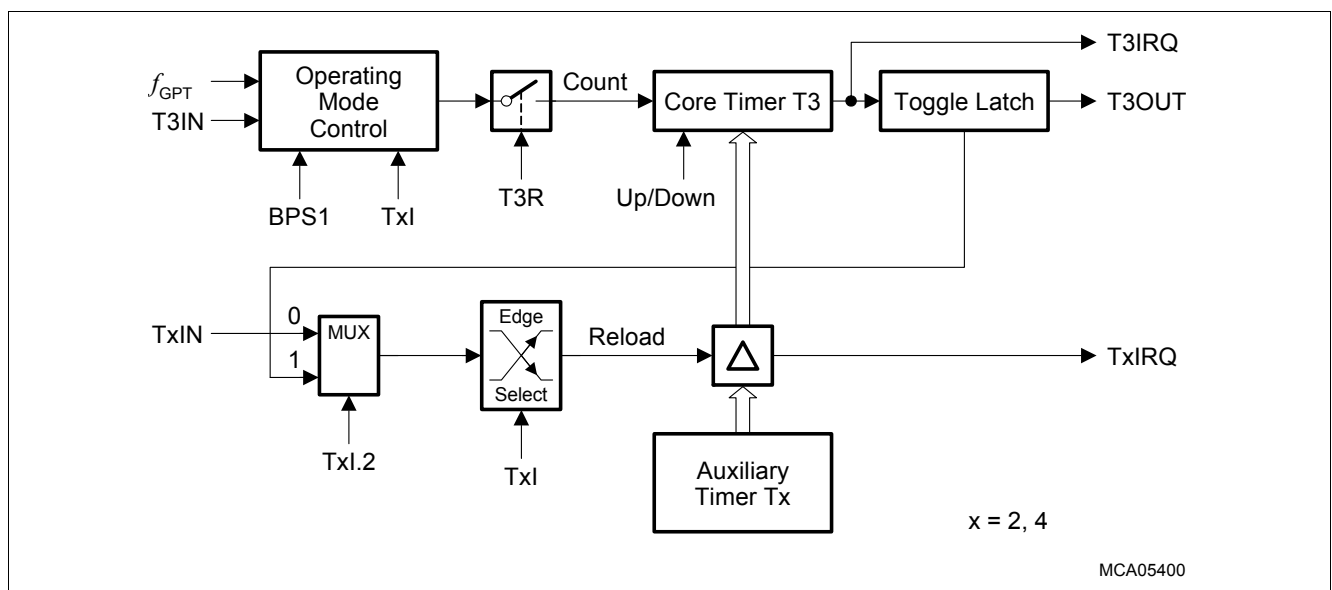 T3IRQ
fGPT
T3IN
Operating
Mode
Control
Count
Core Timer T3
Toggle Latch
T3OUT
BPS1
TxI
T3R
Up/Down
TxIN
0
1
MUX
Edge
Select
Reload
TxIRQ
TxI.2
TxI
Auxiliary
Timer Tx
x = 2, 4
MCA05400